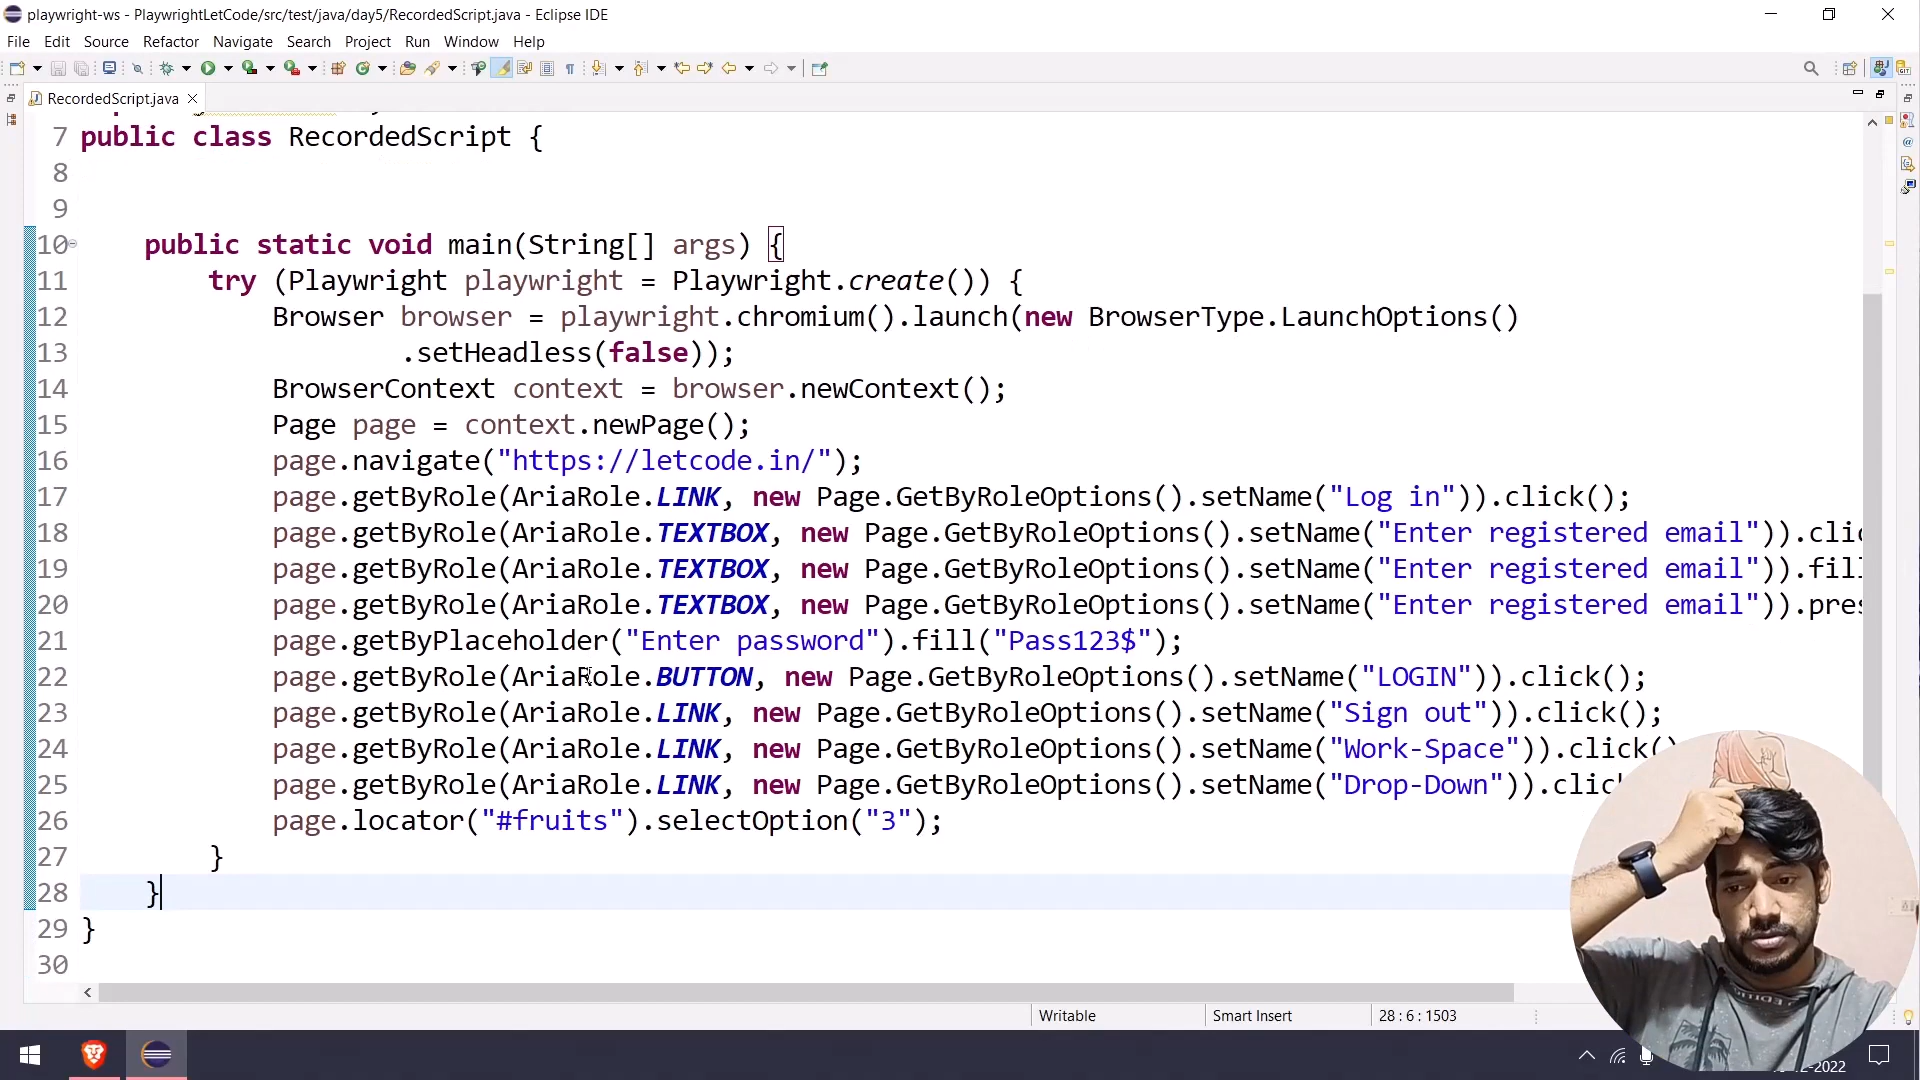 playwright-ws - PlaywrightLetCode/src/test/java/day5/RecordedScript.java - Eclipse IDE
File Edit Source Refactor Navigate Search Project Run Window Help
RecordedScript.java
7 public class RecordedScript {
8
9
10 public static void main(String[] args) {
11 try (Playwright playwright = Playwright.create()) {
12 Browser browser = playwright.chromium().launch(new BrowserType.LaunchOptions()
13 .setHeadless(false));
14 BrowserContext context = browser.newContext();
15 Page page = context.newPage();
16 page.navigate("https://letcode.in/");
17 page.getByRole(AriaRole.LINK, new Page.GetByRoleOptions().setName("Log in")).click();
18 page.getByRole(AriaRole.TEXTBOX, new Page.GetByRoleOptions().setName("Enter registered email")).clic
19 page.getByRole(AriaRole.TEXTBOX, new Page.GetByRoleOptions().setName("Enter registered email")).fill
20 page.getByRole(AriaRole.TEXTBOX, new Page.GetByRoleOptions().setName("Enter registered email")).pres
21 page.getByPlaceholder("Enter password").fill("Pass123$");
22 page.getByRole(AriaRole.BUTTON, new Page.GetByRoleOptions().setName("LOGIN")).click();
23 page.getByRole(AriaRole.LINK, new Page.GetByRoleOptions().setName("Sign out")).click();
24 page.getByRole(AriaRole.LINK, new Page.GetByRoleOptions().setName("Work-Space")).click()
25 page.getByRole(AriaRole.LINK, new Page.GetByRoleOptions().setName("Drop-Down")).clic
26 page.locator("#fruits").selectOption("3");
27 }
28 }
29 }
30
Writable Smart Insert 28 : 6 : 1503